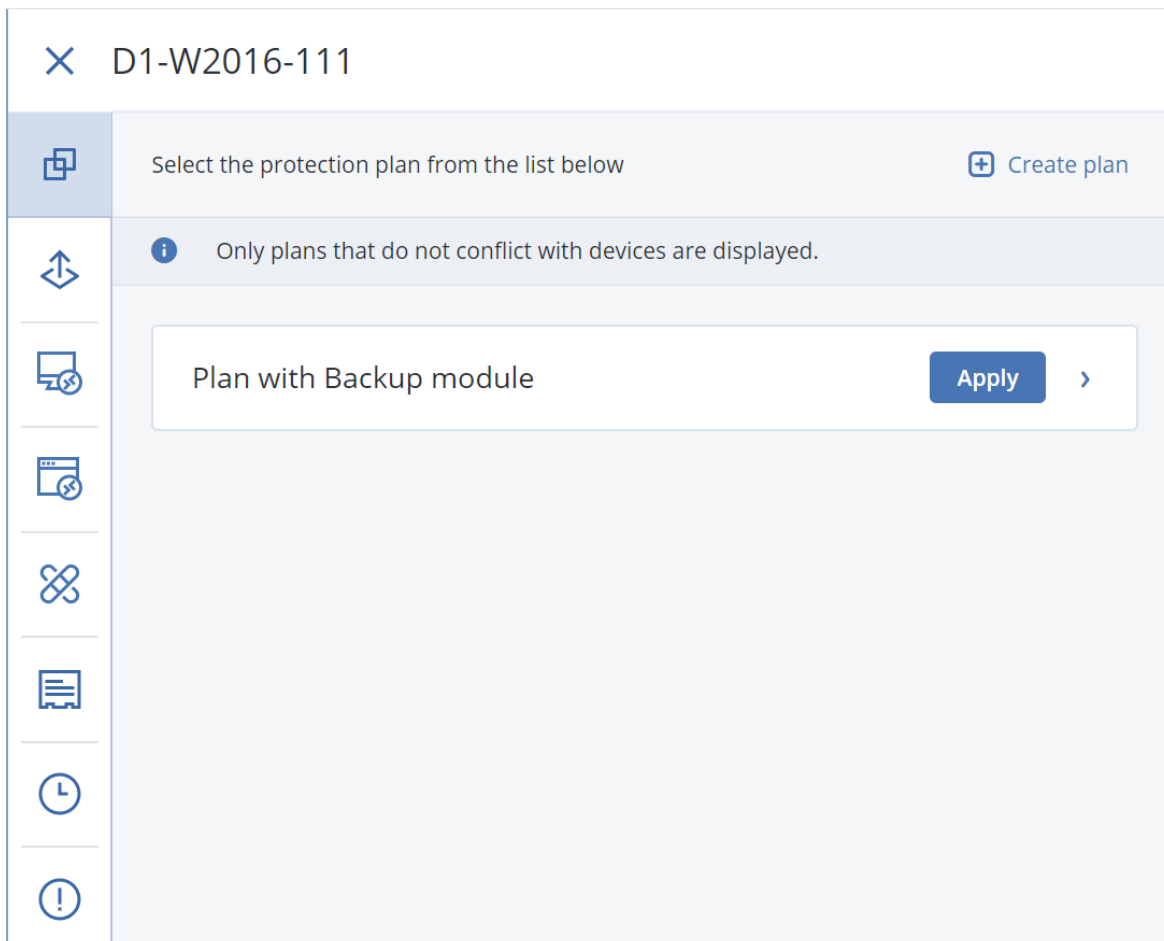 D1-W2016-111
Select the protection plan from the list below
Create plan
Only plans that do not conflict with devices are displayed.
Plan with Backup module
Apply